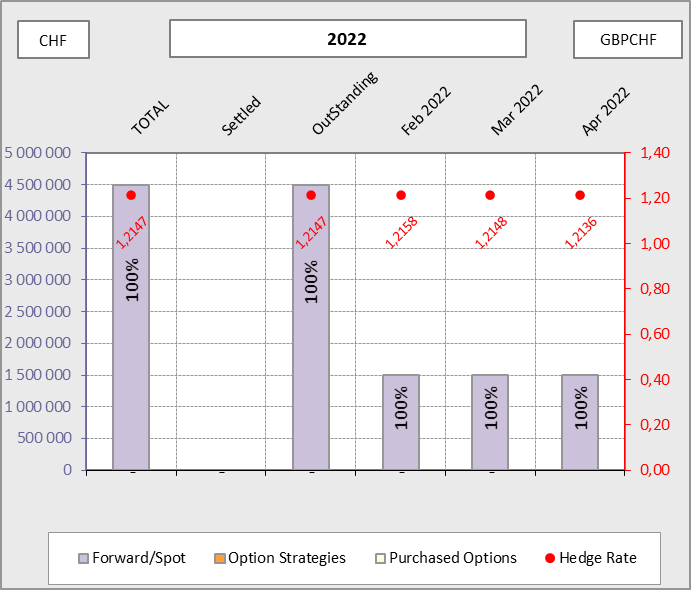 CHF
2022
GBPCHF
TOTAL
Settled
OutStanding
Feb 2022
Mar 2022
Apr 2022
5 000 000
4 500 000
4 000 000
3 500 000
3 000 000
2 500 000
2 000 000
1 500 000
1 000 000
500 000
0
1,40
1,20
1,00
0,80
0,60
0,40
0,20
0,00
1,2147
1,2147
1,2158
1,2148
1,2136
100%
100%
100%
100%
100%
Forward/Spot
Option Strategies
Purchased Options
Hedge Rate